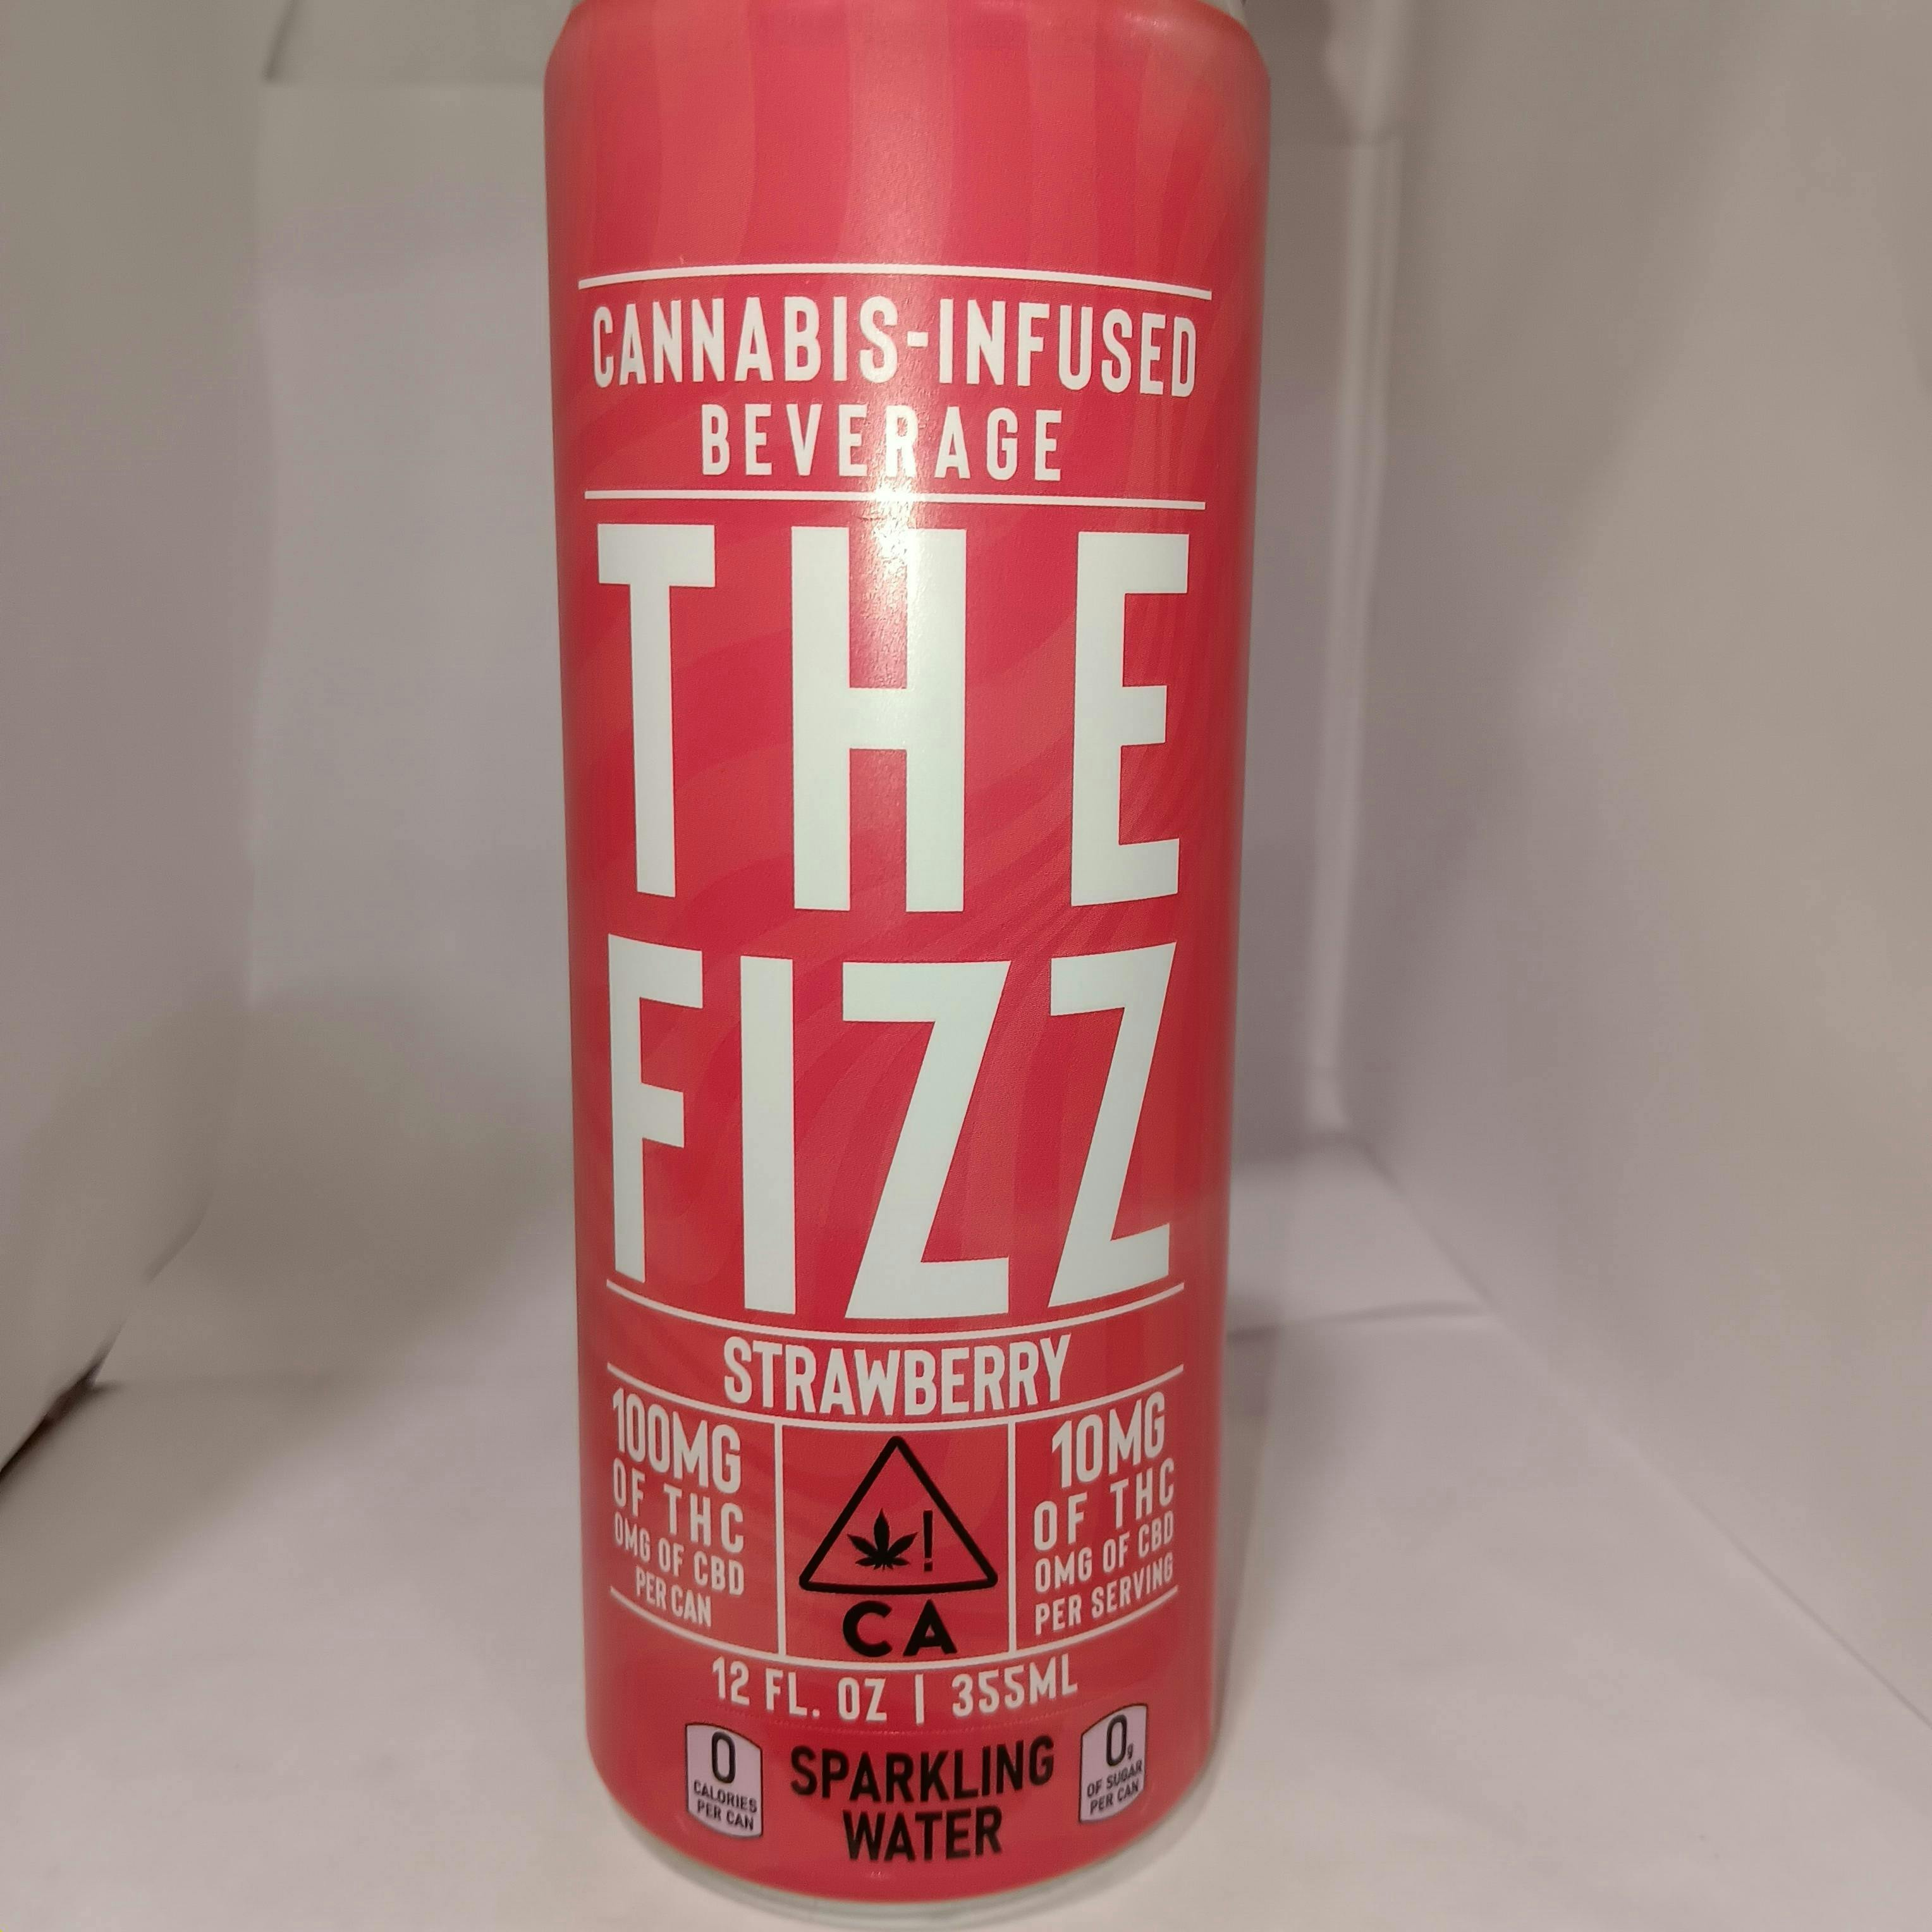 CANNABIS-INFUSED
BEVERAGE
THE
FIZZ
STRAWBERRY
100MG
OF THC
0MG OF CBD
PER CAN
!
CA
10MG
OF THC
0MG OF CBD
PER SERVING
12 FL. OZ | 355ML
0
CALORIES
PER CAN
SPARKLING
WATER
0g
OF SUGAR
PER CAN